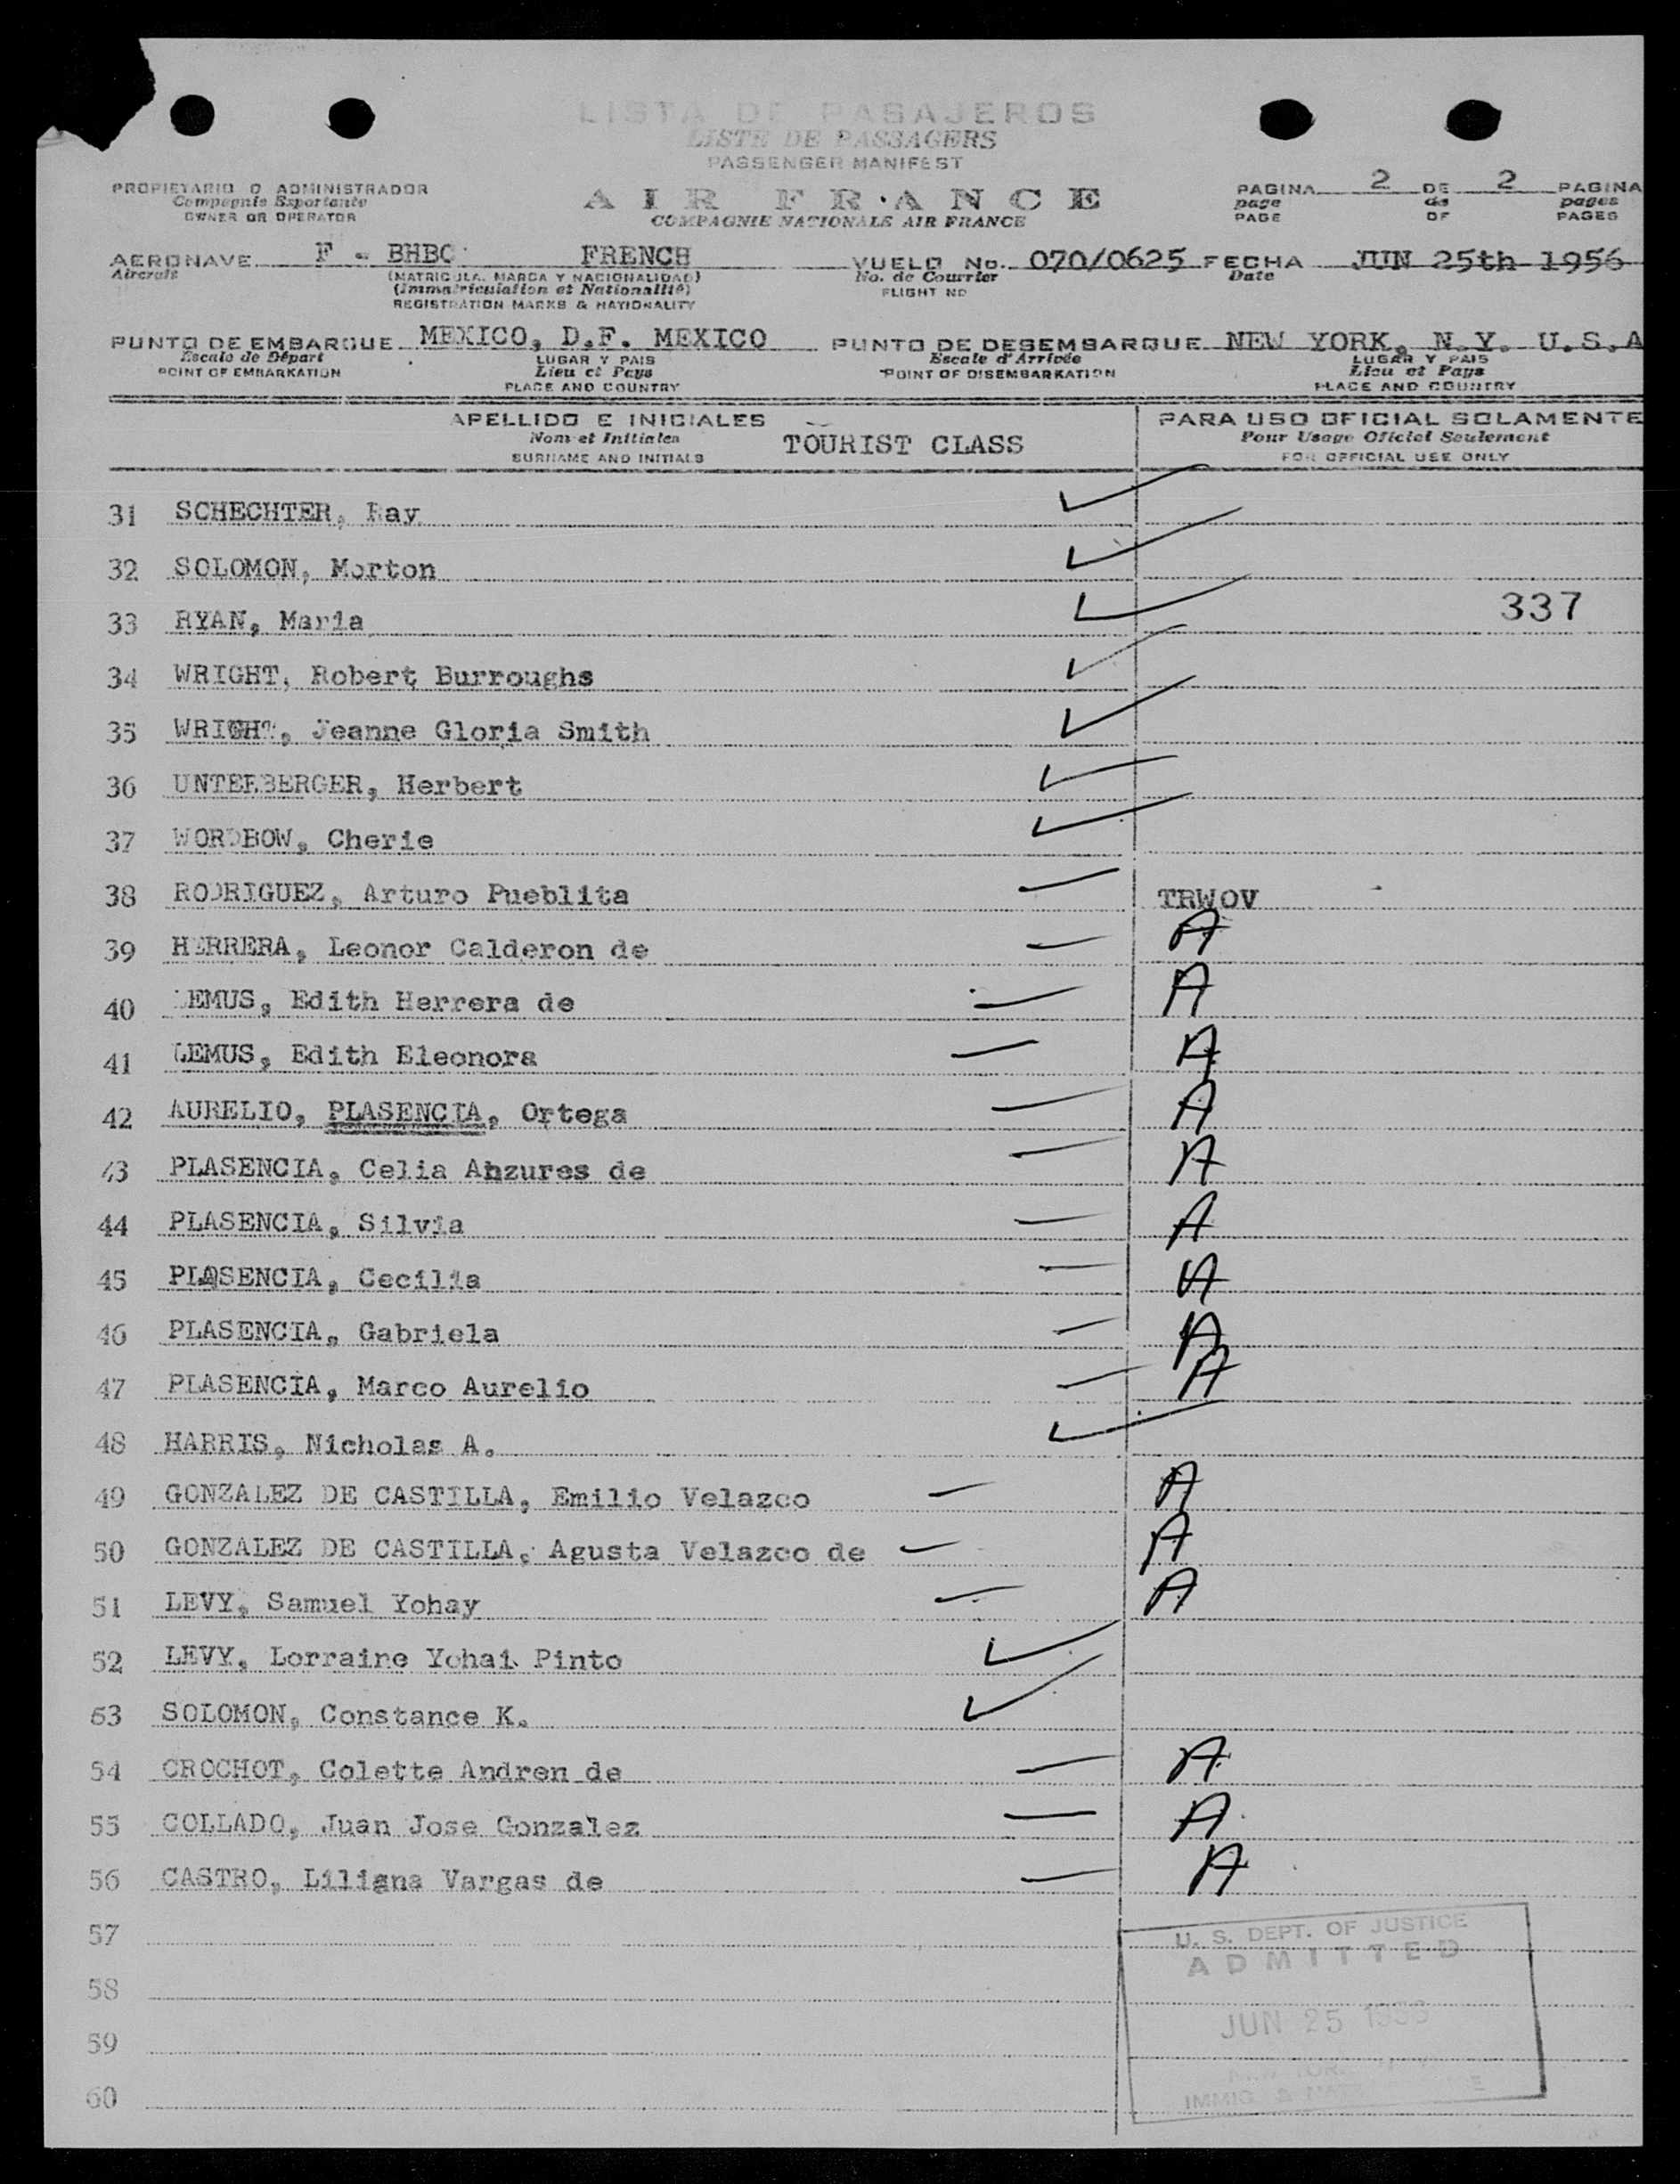 LISTA DE PASAJEROS
LISTE DE PASSAGERS
PASSENGER MANIFEST
PROPIETARIO O ADMINISTRADOR
Compagnie Exportante
OWNER OR OPERATOR
AIR FRANCE
COMPAGNIE NATIONALE AIR FRANCE
PAGINA 2 DE 2 PAGINA
page de pages
PAGE OF PAGES
AERONAVE F - BHBC FRENCH VUELO No. 070/0625 FECHA JUN 25th 1956
Aircraft (MATRICULA, MARCA Y NACIONALIDAD) No. de Courrier Date
(Immatriculation et Nationalité) FLIGHT NO
REGISTRATION MARKS & NATIONALITY
PUNTO DE EMBARQUE MEXICO, D.F. MEXICO PUNTO DE DESEMBARQUE NEW YORK, N.Y. U.S.A
Escale de Départ LUGAR Y PAIS Escale d'Arrivée LUGAR Y PAIS
POINT OF EMBARKATION Lieu et Pays POINT OF DISEMBARKATION Lieu et Pays
PLACE AND COUNTRY PLACE AND COUNTRY
APELLIDO E INICIALES PARA USO OFICIAL SOLAMENTE
Nom et Initiales TOURIST CLASS Pour Usage Oficiel Seulement
SURNAME AND INITIALS FOR OFFICIAL USE ONLY
31 SCHECHTER, Ray
32 SOLOMON, Morton
33 RYAN, Maria 337
34 WRIGHT, Robert Burroughs
35 WRIGHT, Jeanne Gloria Smith
36 UNTERBERGER, Herbert
37 WORDBOW, Cherie
38 RODRIGUEZ, Arturo Pueblita TRWOV
39 HERRERA, Leonor Calderon de A
40 LEMUS, Edith Herrera de A
41 LEMUS, Edith Eleonora A
42 AURELIO, PLASENCIA, Ortega A
43 PLASENCIA, Celia Ahzures de A
44 PLASENCIA, Silvia A
45 PLASENCIA, Cecilia A
46 PLASENCIA, Gabriela A
47 PLASENCIA, Marco Aurelio A
48 HARRIS, Nicholas A.
49 GONZALEZ DE CASTILLA, Emilio Velazco A
50 GONZALEZ DE CASTILLA, Agusta Velazco de A
51 LEVY, Samuel Yohay A
52 LEVY, Lorraine Yohai Pinto
53 SOLOMON, Constance K.
54 CROCHOT, Colette Andren de A
55 COLLADO, Juan Jose Gonzalez A
56 CASTRO, Liligna Vargas de A
57
58
59
60
U. S. DEPT. OF JUSTICE
ADMITTED
JUN 25 1956
IMMIG &